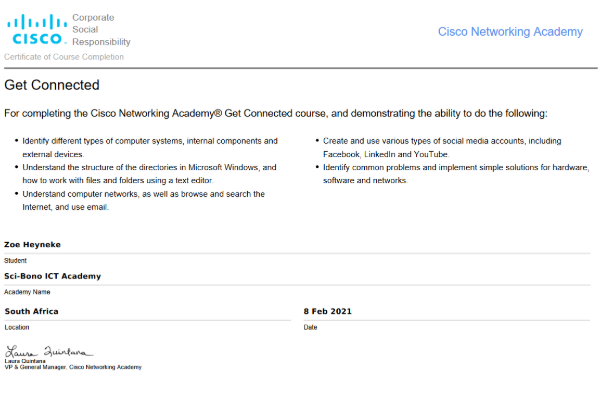 Corporate
Social
Responsibility
CISCO
Cisco Networking Academy
Certificate of Course Completion
Get Connected
For completing the Cisco Networking Academy® Get Connected course, and demonstrating the ability to do the following:
• Identify different types of computer systems, internal components and
external devices.
• Understand the structure of the directories in Microsoft Windows, and
how to work with files and folders using a text editor.
• Understand computer networks, as well as browse and search the
Internet, and use email.
• Create and use various types of social media accounts, including
Facebook, LinkedIn and YouTube.
• Identify common problems and implement simple solutions for hardware,
software and networks.
Zoe Heyneke
Student
Sci-Bono ICT Academy
Academy Name
South Africa
Location
8 Feb 2021
Date
Laura Quintana
Laura Quintana
VP & General Manager, Cisco Networking Academy